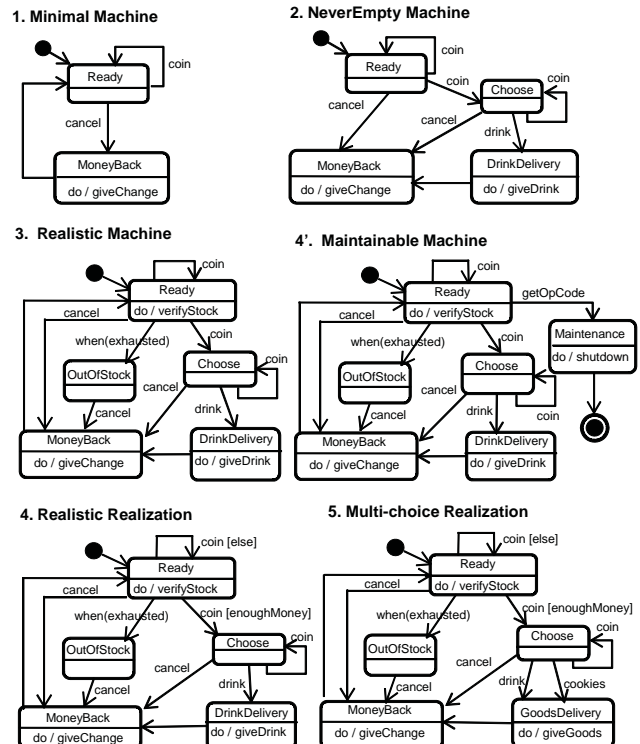 1. Minimal Machine
Ready
coin
cancel
MoneyBack
do / giveChange
2. NeverEmpty Machine
Ready
coin
coin
Choose
coin
cancel
cancel
drink
MoneyBack
do / giveChange
DrinkDelivery
do / giveDrink
3. Realistic Machine
coin
Ready
do / verifyStock
cancel
when(exhausted)
coin
Choose
coin
OutOfStock
cancel
cancel
drink
MoneyBack
do / giveChange
DrinkDelivery
do / giveDrink
4'. Maintainable Machine
coin
Ready
do / verifyStock
getOpCode
Maintenance
do / shutdown
cancel
when(exhausted)
coin
Choose
OutOfStock
cancel
cancel
drink
coin
MoneyBack
do / giveChange
DrinkDelivery
do / giveDrink
4. Realistic Realization
coin [else]
Ready
do / verifyStock
cancel
when(exhausted)
coin [enoughMoney]
Choose
coin
OutOfStock
cancel
cancel
drink
MoneyBack
do / giveChange
DrinkDelivery
do / giveDrink
5. Multi-choice Realization
coin [else]
Ready
do / verifyStock
cancel
when(exhausted)
coin [enoughMoney]
Choose
coin
OutOfStock
cancel
cancel
drink
cookies
MoneyBack
do / giveChange
GoodsDelivery
do / giveGoods